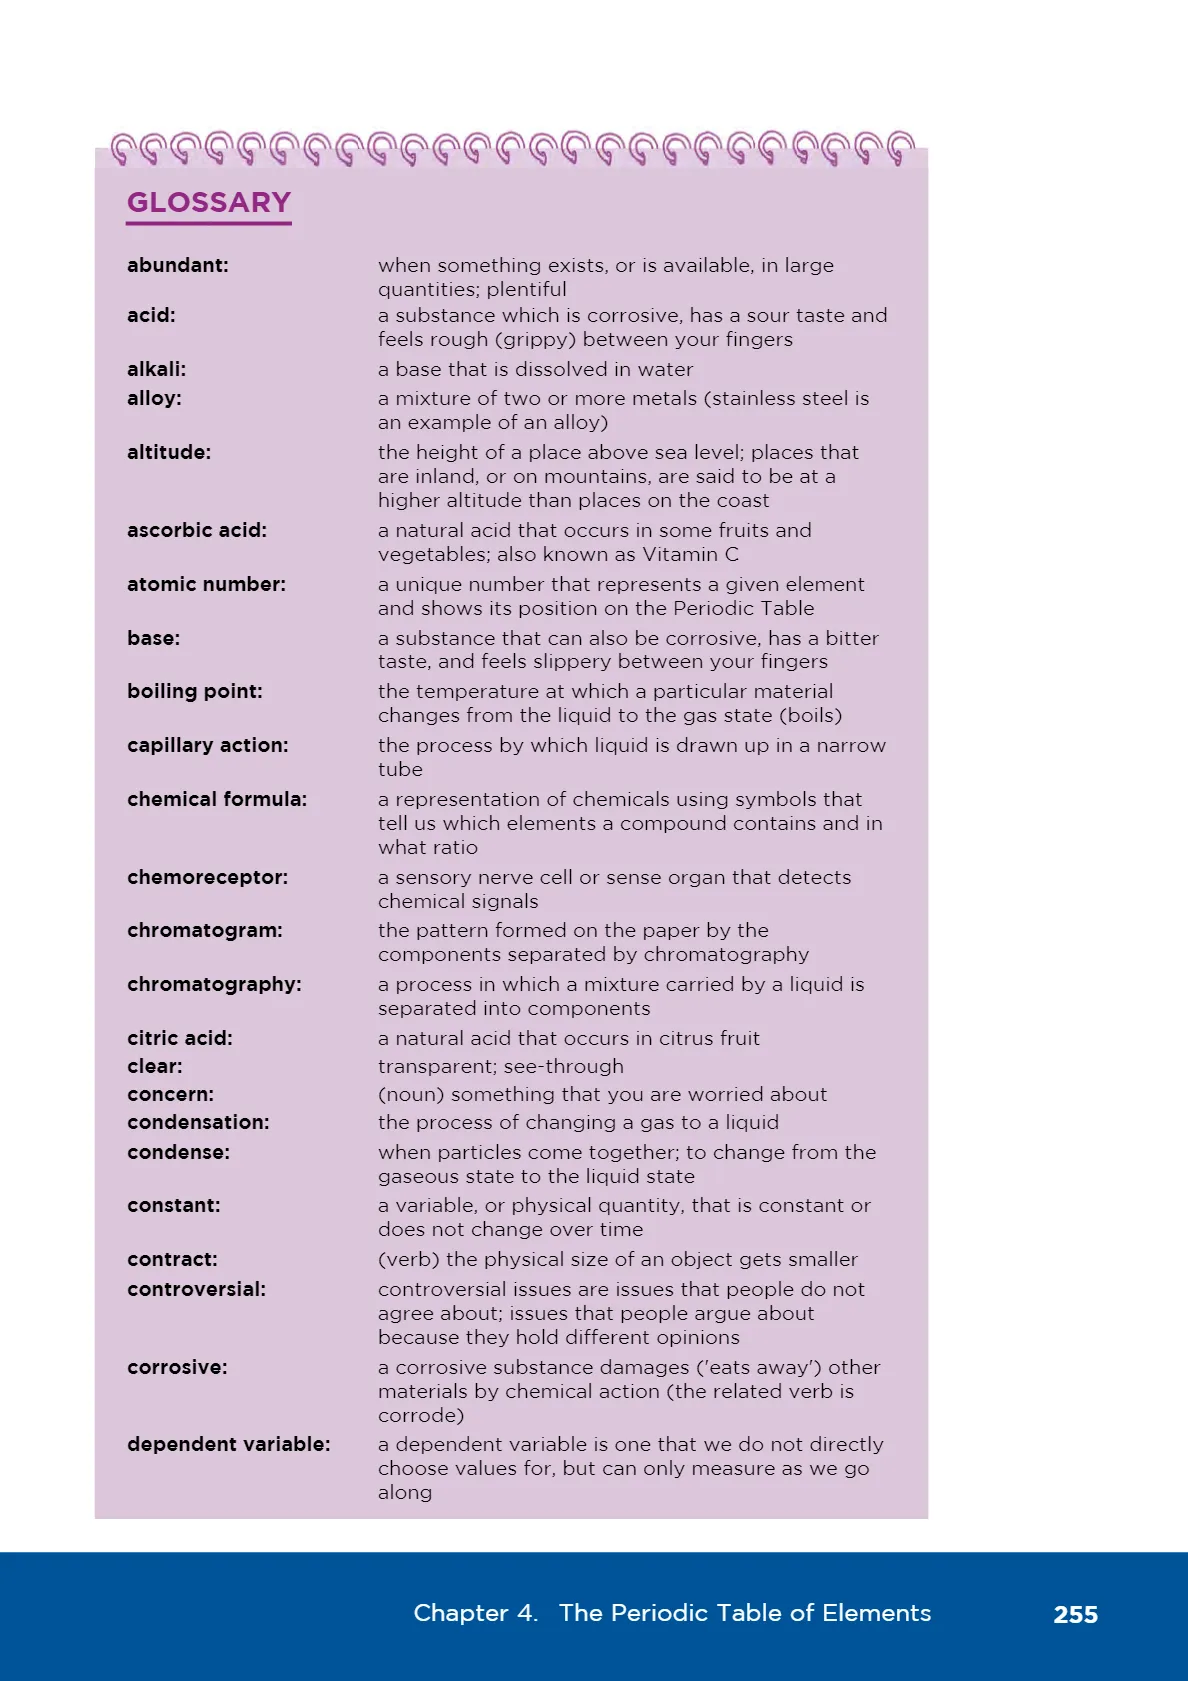 GLOSSARY
abundant: when something exists, or is available, in large
quantities; plentiful
acid: a substance which is corrosive, has a sour taste and
feels rough (grippy) between your fingers
alkali: a base that is dissolved in water
alloy: a mixture of two or more metals (stainless steel is
an example of an alloy)
altitude: the height of a place above sea level; places that
are inland, or on mountains, are said to be at a
higher altitude than places on the coast
ascorbic acid: a natural acid that occurs in some fruits and
vegetables; also known as Vitamin C
atomic number: a unique number that represents a given element
and shows its position on the Periodic Table
base: a substance that can also be corrosive, has a bitter
taste, and feels slippery between your fingers
boiling point: the temperature at which a particular material
changes from the liquid to the gas state (boils)
capillary action: the process by which liquid is drawn up in a narrow
tube
chemical formula: a representation of chemicals using symbols that
tell us which elements a compound contains and in
what ratio
chemoreceptor: a sensory nerve cell or sense organ that detects
chemical signals
chromatogram: the pattern formed on the paper by the
components separated by chromatography
chromatography: a process in which a mixture carried by a liquid is
separated into components
citric acid: a natural acid that occurs in citrus fruit
clear: transparent; see-through
concern: (noun) something that you are worried about
condensation: the process of changing a gas to a liquid
condense: when particles come together; to change from the
gaseous state to the liquid state
constant: a variable, or physical quantity, that is constant or
does not change over time
contract: (verb) the physical size of an object gets smaller
controversial: controversial issues are issues that people do not
agree about; issues that people argue about
because they hold different opinions
corrosive: a corrosive substance damages ('eats away') other
materials by chemical action (the related verb is
corrode)
dependent variable: a dependent variable is one that we do not directly
choose values for, but can only measure as we go
along
Chapter 4. The Periodic Table of Elements 255